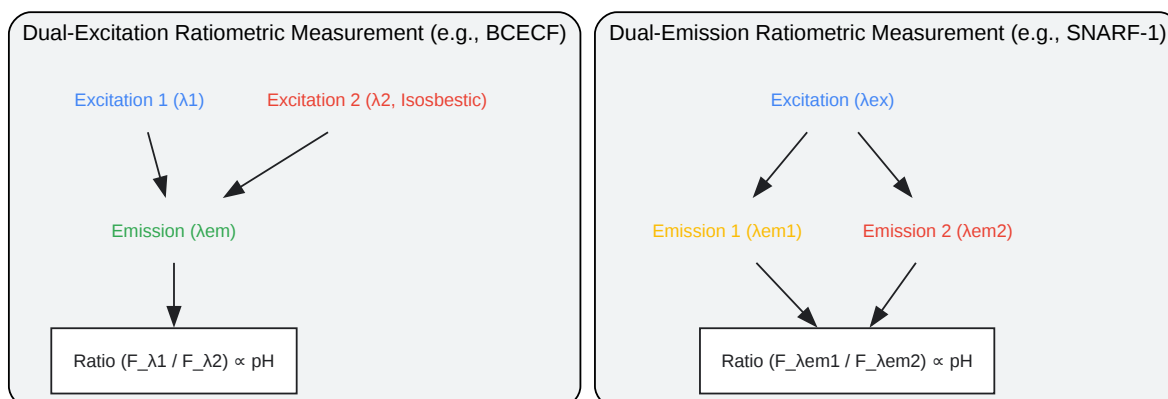 Dual-Excitation Ratiometric Measurement (e.g., BCECF)
Excitation 1 (λ1)
Excitation 2 (λ2, Isosbestic)
Emission (λem)
Ratio (F_λ1 / F_λ2) ∝ pH
Dual-Emission Ratiometric Measurement (e.g., SNARF-1)
Excitation (λex)
Emission 1 (λem1)
Emission 2 (λem2)
Ratio (F_λem1 / F_λem2) ∝ pH